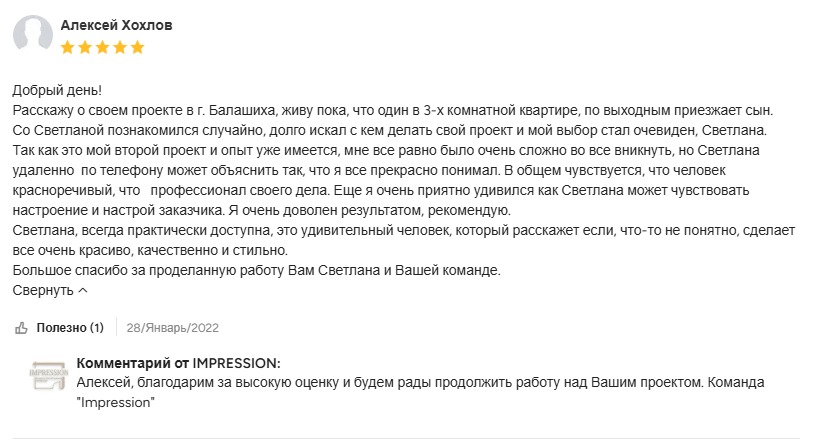 Алексей Хохлов
Добрый день!
Расскажу о своем проекте в г. Балашиха, живу пока, что один в 3-х комнатной квартире, по выходным приезжает сын.
Со Светланой познакомился случайно, долго искал с кем делать свой проект и мой выбор стал очевиден, Светлана.
Так как это мой второй проект и опыт уже имеется, мне все равно было очень сложно во все вникнуть, но Светлана
удаленно  по телефону может объяснить так, что я все прекрасно понимал. В общем чувствуется, что человек
красноречивый, что   профессионал своего дела. Еще я очень приятно удивился как Светлана может чувствовать
настроение и настрой заказчика. Я очень доволен результатом, рекомендую.
Светлана, всегда практически доступна, это удивительный человек, который расскажет если, что-то не понятно, сделает
все очень красиво, качественно и стильно.
Большое спасибо за проделанную работу Вам Светлана и Вашей команде.
Свернуть
Полезно (1) 28/Январь/2022
IMPRESSION
Комментарий от IMPRESSION:
Алексей, благодарим за высокую оценку и будем рады продолжить работу над Вашим проектом. Команда
"Impression"